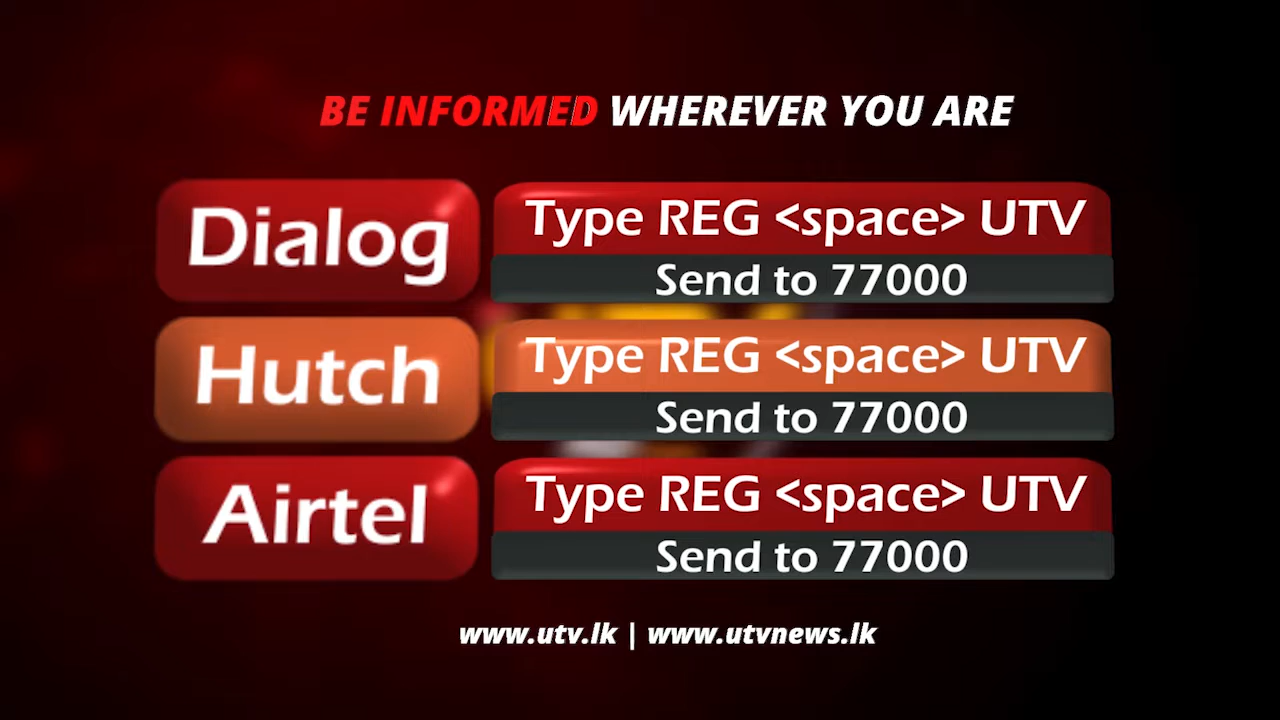 BE INFORMED WHEREVER YOU ARE
Dialog
Type REG <space> UTV
Send to 77000
Hutch
Type REG <space> UTV
Send to 77000
Airtel
Type REG <space> UTV
Send to 77000
www.utv.lk | www.utvnews.lk